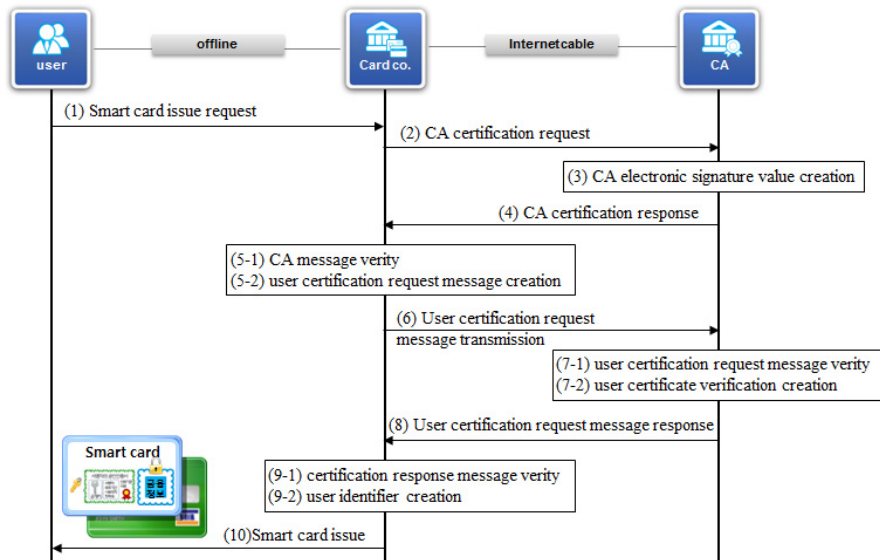 offline
Internetcable
user
Card co.
CA
(1) Smart card issue request
(2) CA certification request
(3) CA electronic signature value creation
(4) CA certification response
(5-1) CA message verity
(5-2) user certification request message creation
(6) User certification request
message transmission
(7-1) user certification request message verity
(7-2) user certificate verification creation
(8) User certification request message response
Smart card
(9-1) certification response message verity
(9-2) user identifier creation
(10)Smart card issue